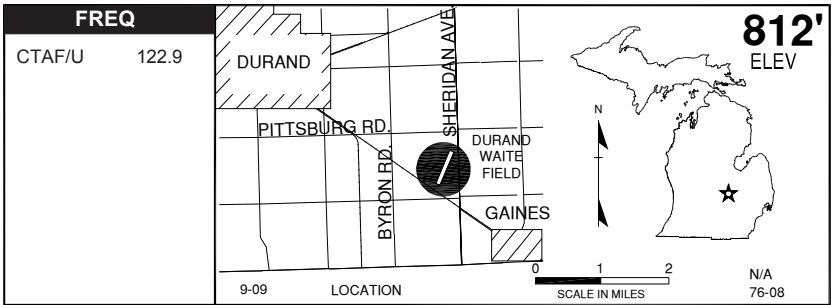 FREQ
CTAF/U 122.9
DURAND
PITTSBURG RD.
BYRON RD.
SHERIDAN AVE.
DURAND
WAITE
FIELD
GAINES
9-09
LOCATION
0 1 2
SCALE IN MILES
812'
ELEV
N
N/A
76-08